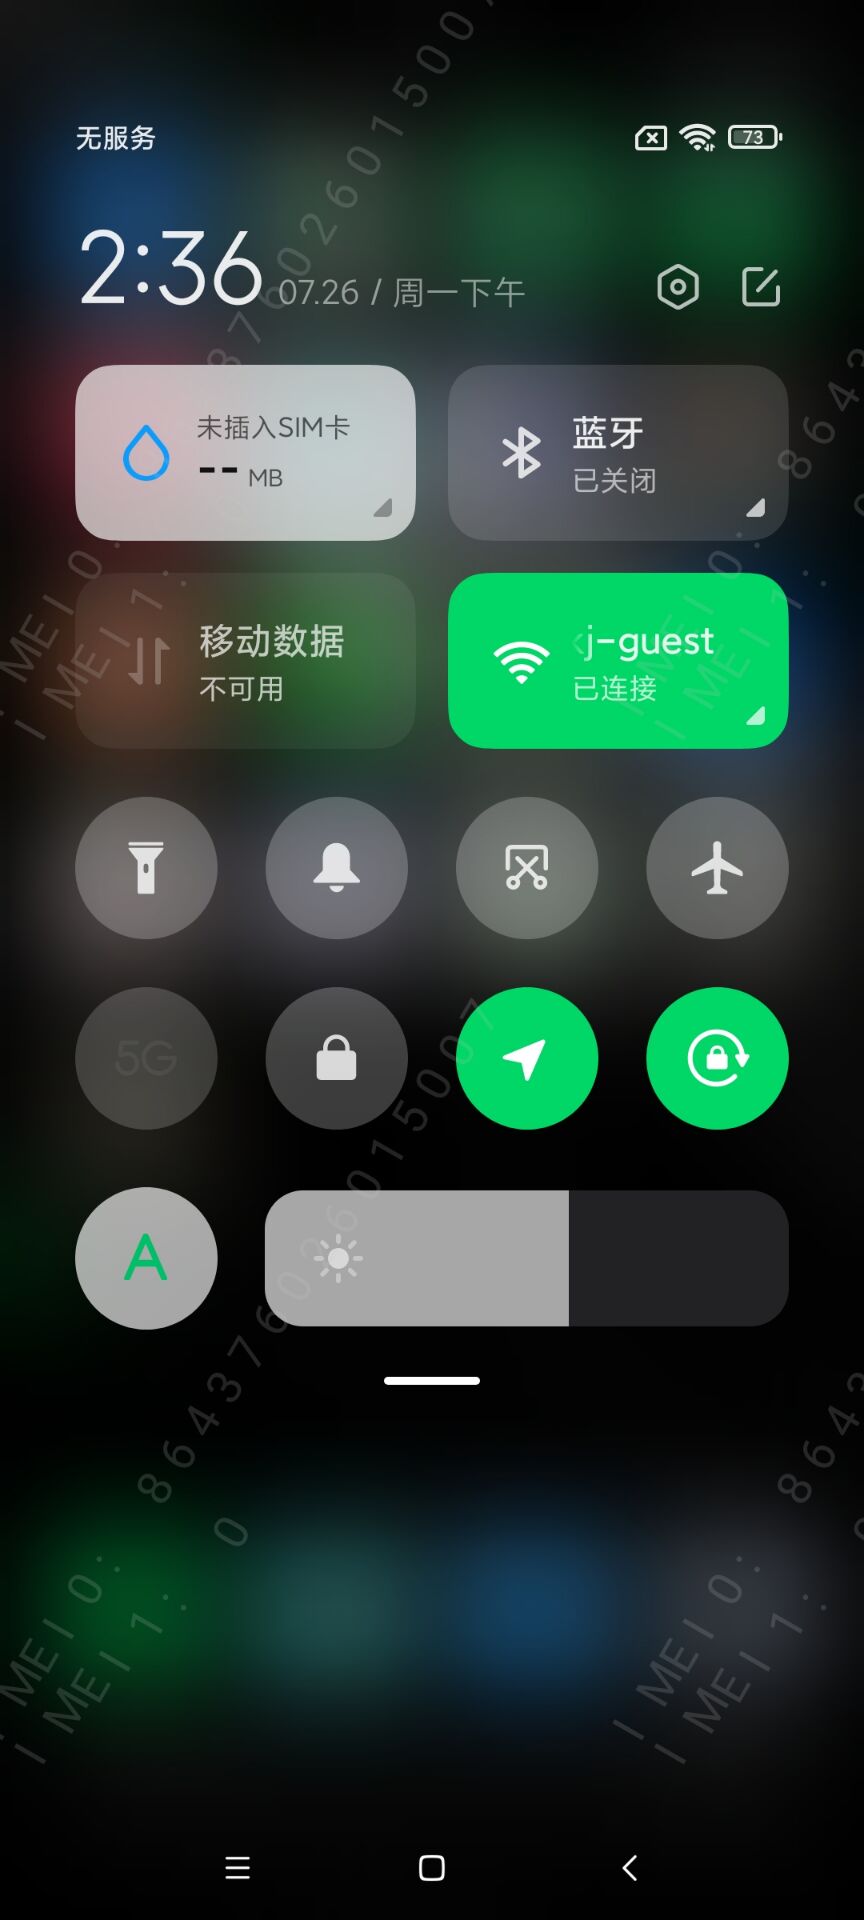 无服务
73
2:36 07.26 / 周一下午
未插入SIM卡
-- MB
蓝牙
已关闭
移动数据
不可用
j-guest
已连接
5G
A
IMEI 0: 864376026015007
IMEI 1: 0